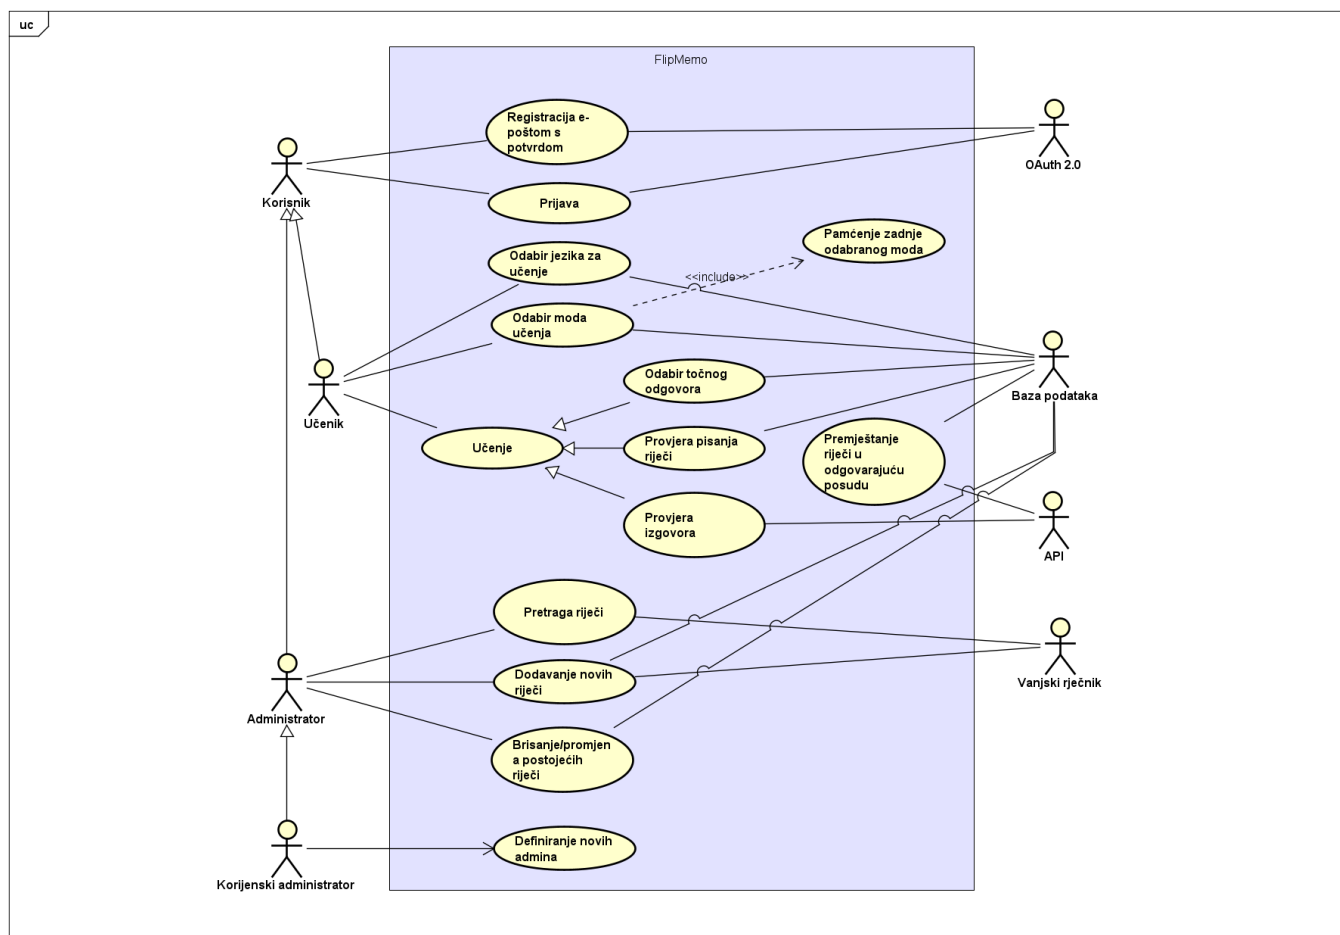 uc
FlipMemo
Registracija e-
poštom s
potvrdom
OAuth 2.0
Korisnik
Prijava
Pamćenje zadnje
odabranog moda
Odabir jezika za
učenje
<<include>>
Odabir moda
učenja
Odabir točnog
odgovora
Baza podataka
Učenik
Učenje
Provjera pisanja
riječi
Premještanje
riječi u
odgovarajuću
posudu
Provjera
izgovora
API
Pretraga riječi
Vanjski rječnik
Dodavanje novih
riječi
Administrator
Brisanje/promjen
a postojećih
riječi
Definiranje novih
admina
Korijenski administrator